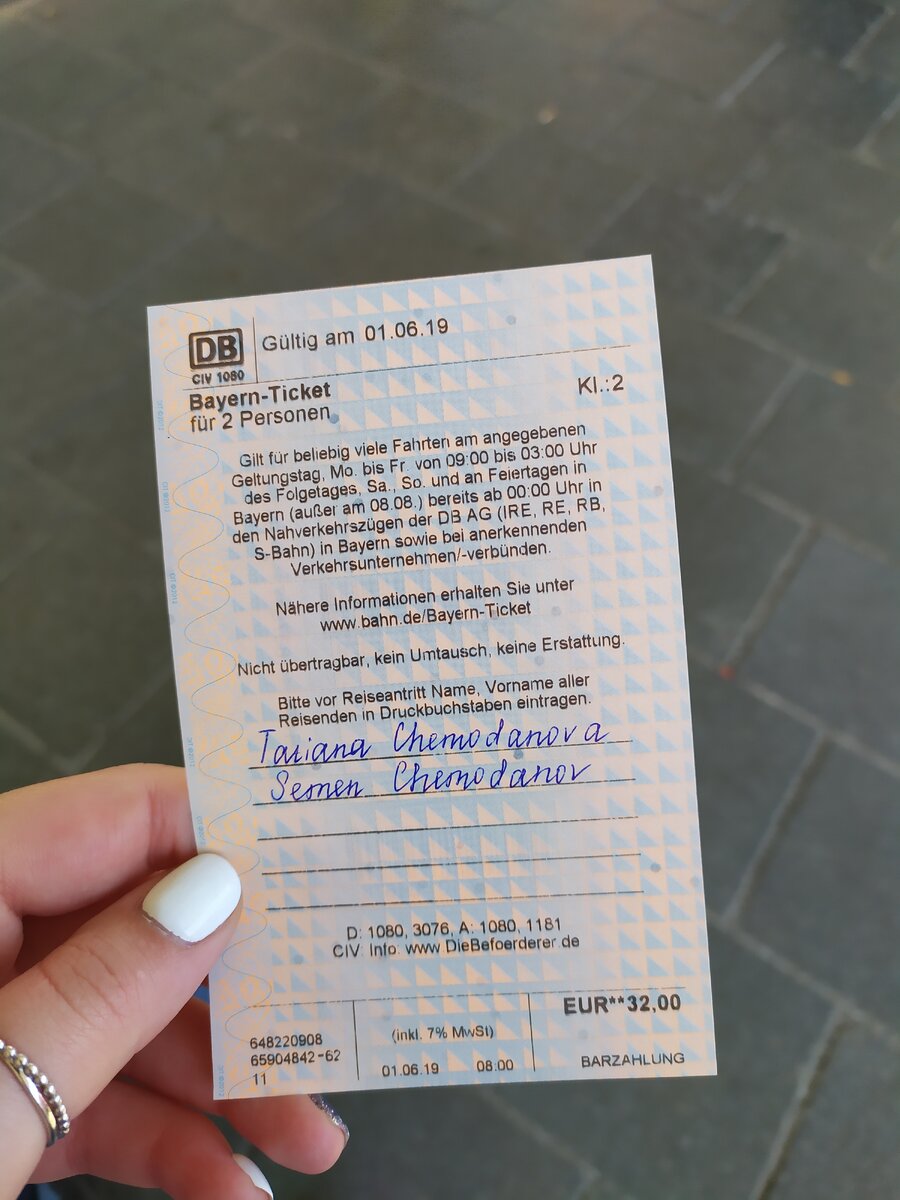 DB
CIV 1080
Gültig am 01.06.19
Bayern-Ticket
für 2 Personen
Kl.:2
Gilt für beliebig viele Fahrten am angegebenen
Geltungstag, Mo. bis Fr. von 09:00 bis 03:00 Uhr
des Folgetages, Sa., So. und an Feiertagen in
Bayern (außer am 08.08.) bereits ab 00:00 Uhr in
den Nahverkehrszügen der DB AG (IRE, RE, RB,
S-Bahn) in Bayern sowie bei anerkennenden
Verkehrsunternehmen/-verbünden.
Nähere Informationen erhalten Sie unter
www.bahn.de/Bayern-Ticket
Nicht übertragbar, kein Umtausch, keine Erstattung.
Bitte vor Reiseantritt Name, Vorname aller
Reisenden in Druckbuchstaben eintragen.
Tatiana Chemodanova
Semen Chemodanov
D: 1080, 3076, A: 1080, 1181
CIV: Info: www DieBefoerderer.de
EUR**32,00
648220908
65904842-62
11
(inkl. 7% MwSt)
01.06.19 08:00
BARZAHLUNG